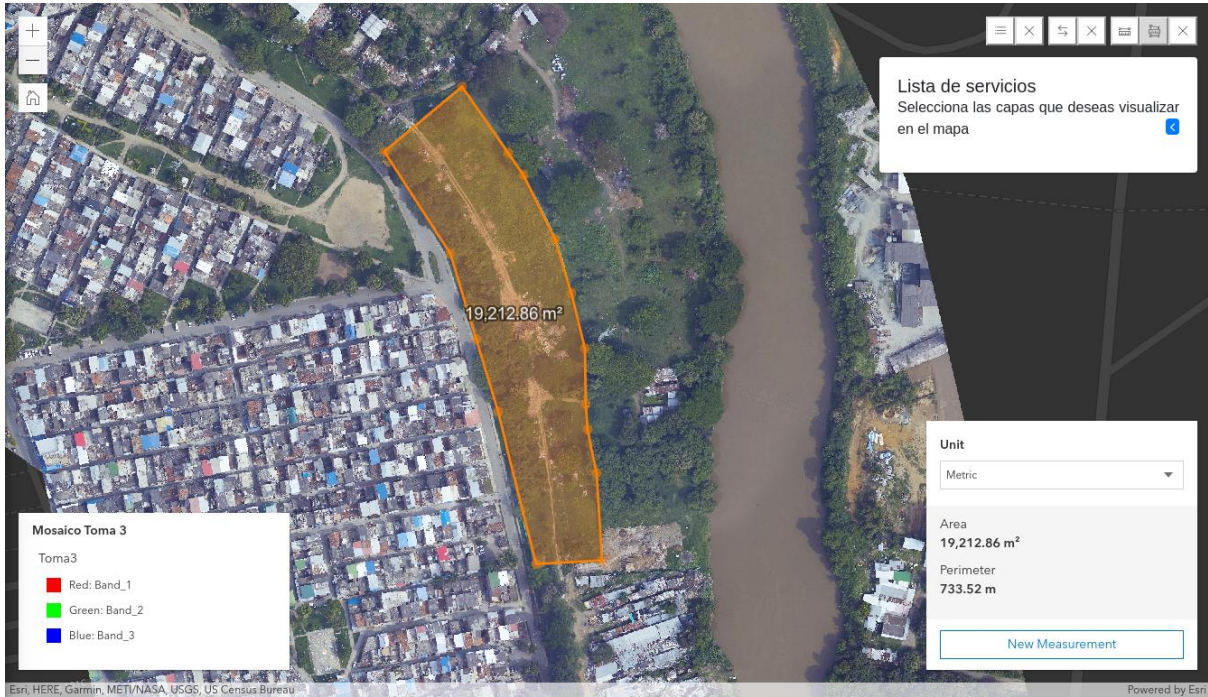 Lista de servicios
Selecciona las capas que deseas visualizar
en el mapa
19,212.86 m²
Unit
Metric
Area
19,212.86 m²
Perimeter
733.52 m
New Measurement
Mosaico Toma 3
Toma3
Red: Band_1
Green: Band_2
Blue: Band_3
Esri, HERE, Garmin, METI/NASA, USGS, US Census Bureau
Powered by Esri